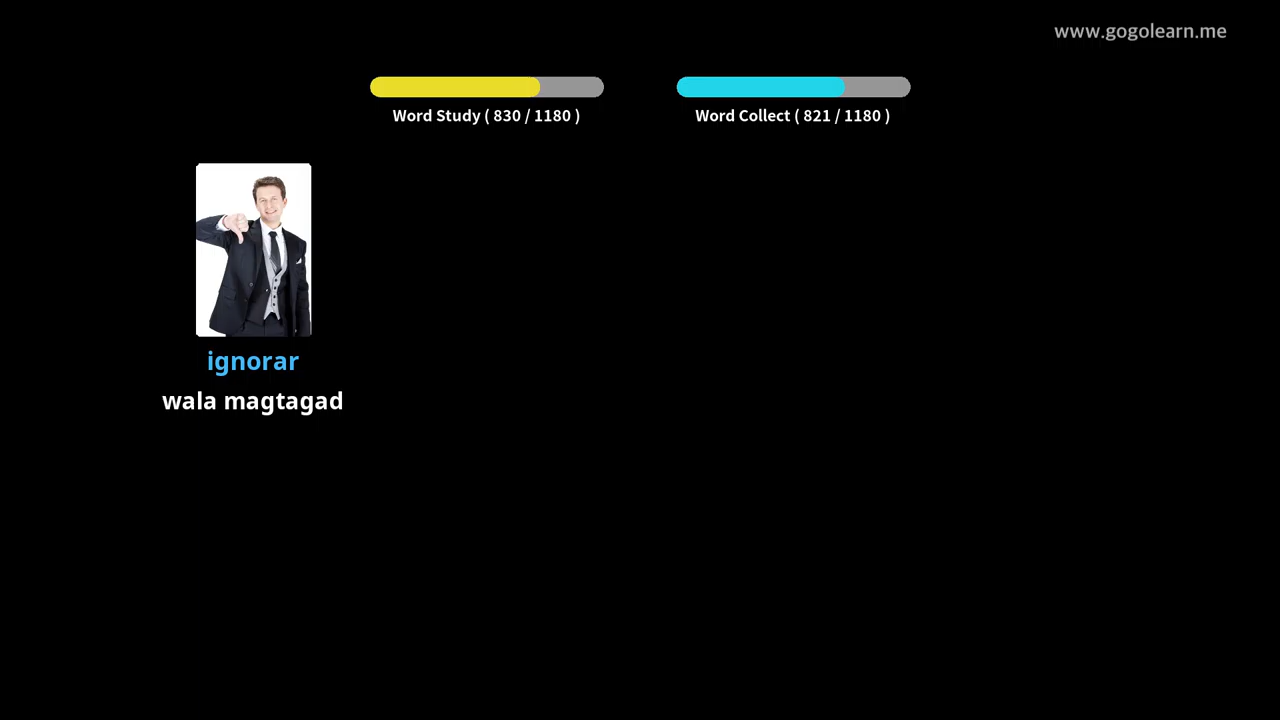 www.gogolearn.me
Word Study ( 830 / 1180 )
Word Collect ( 821 / 1180 )
ignorar
wala magtagad